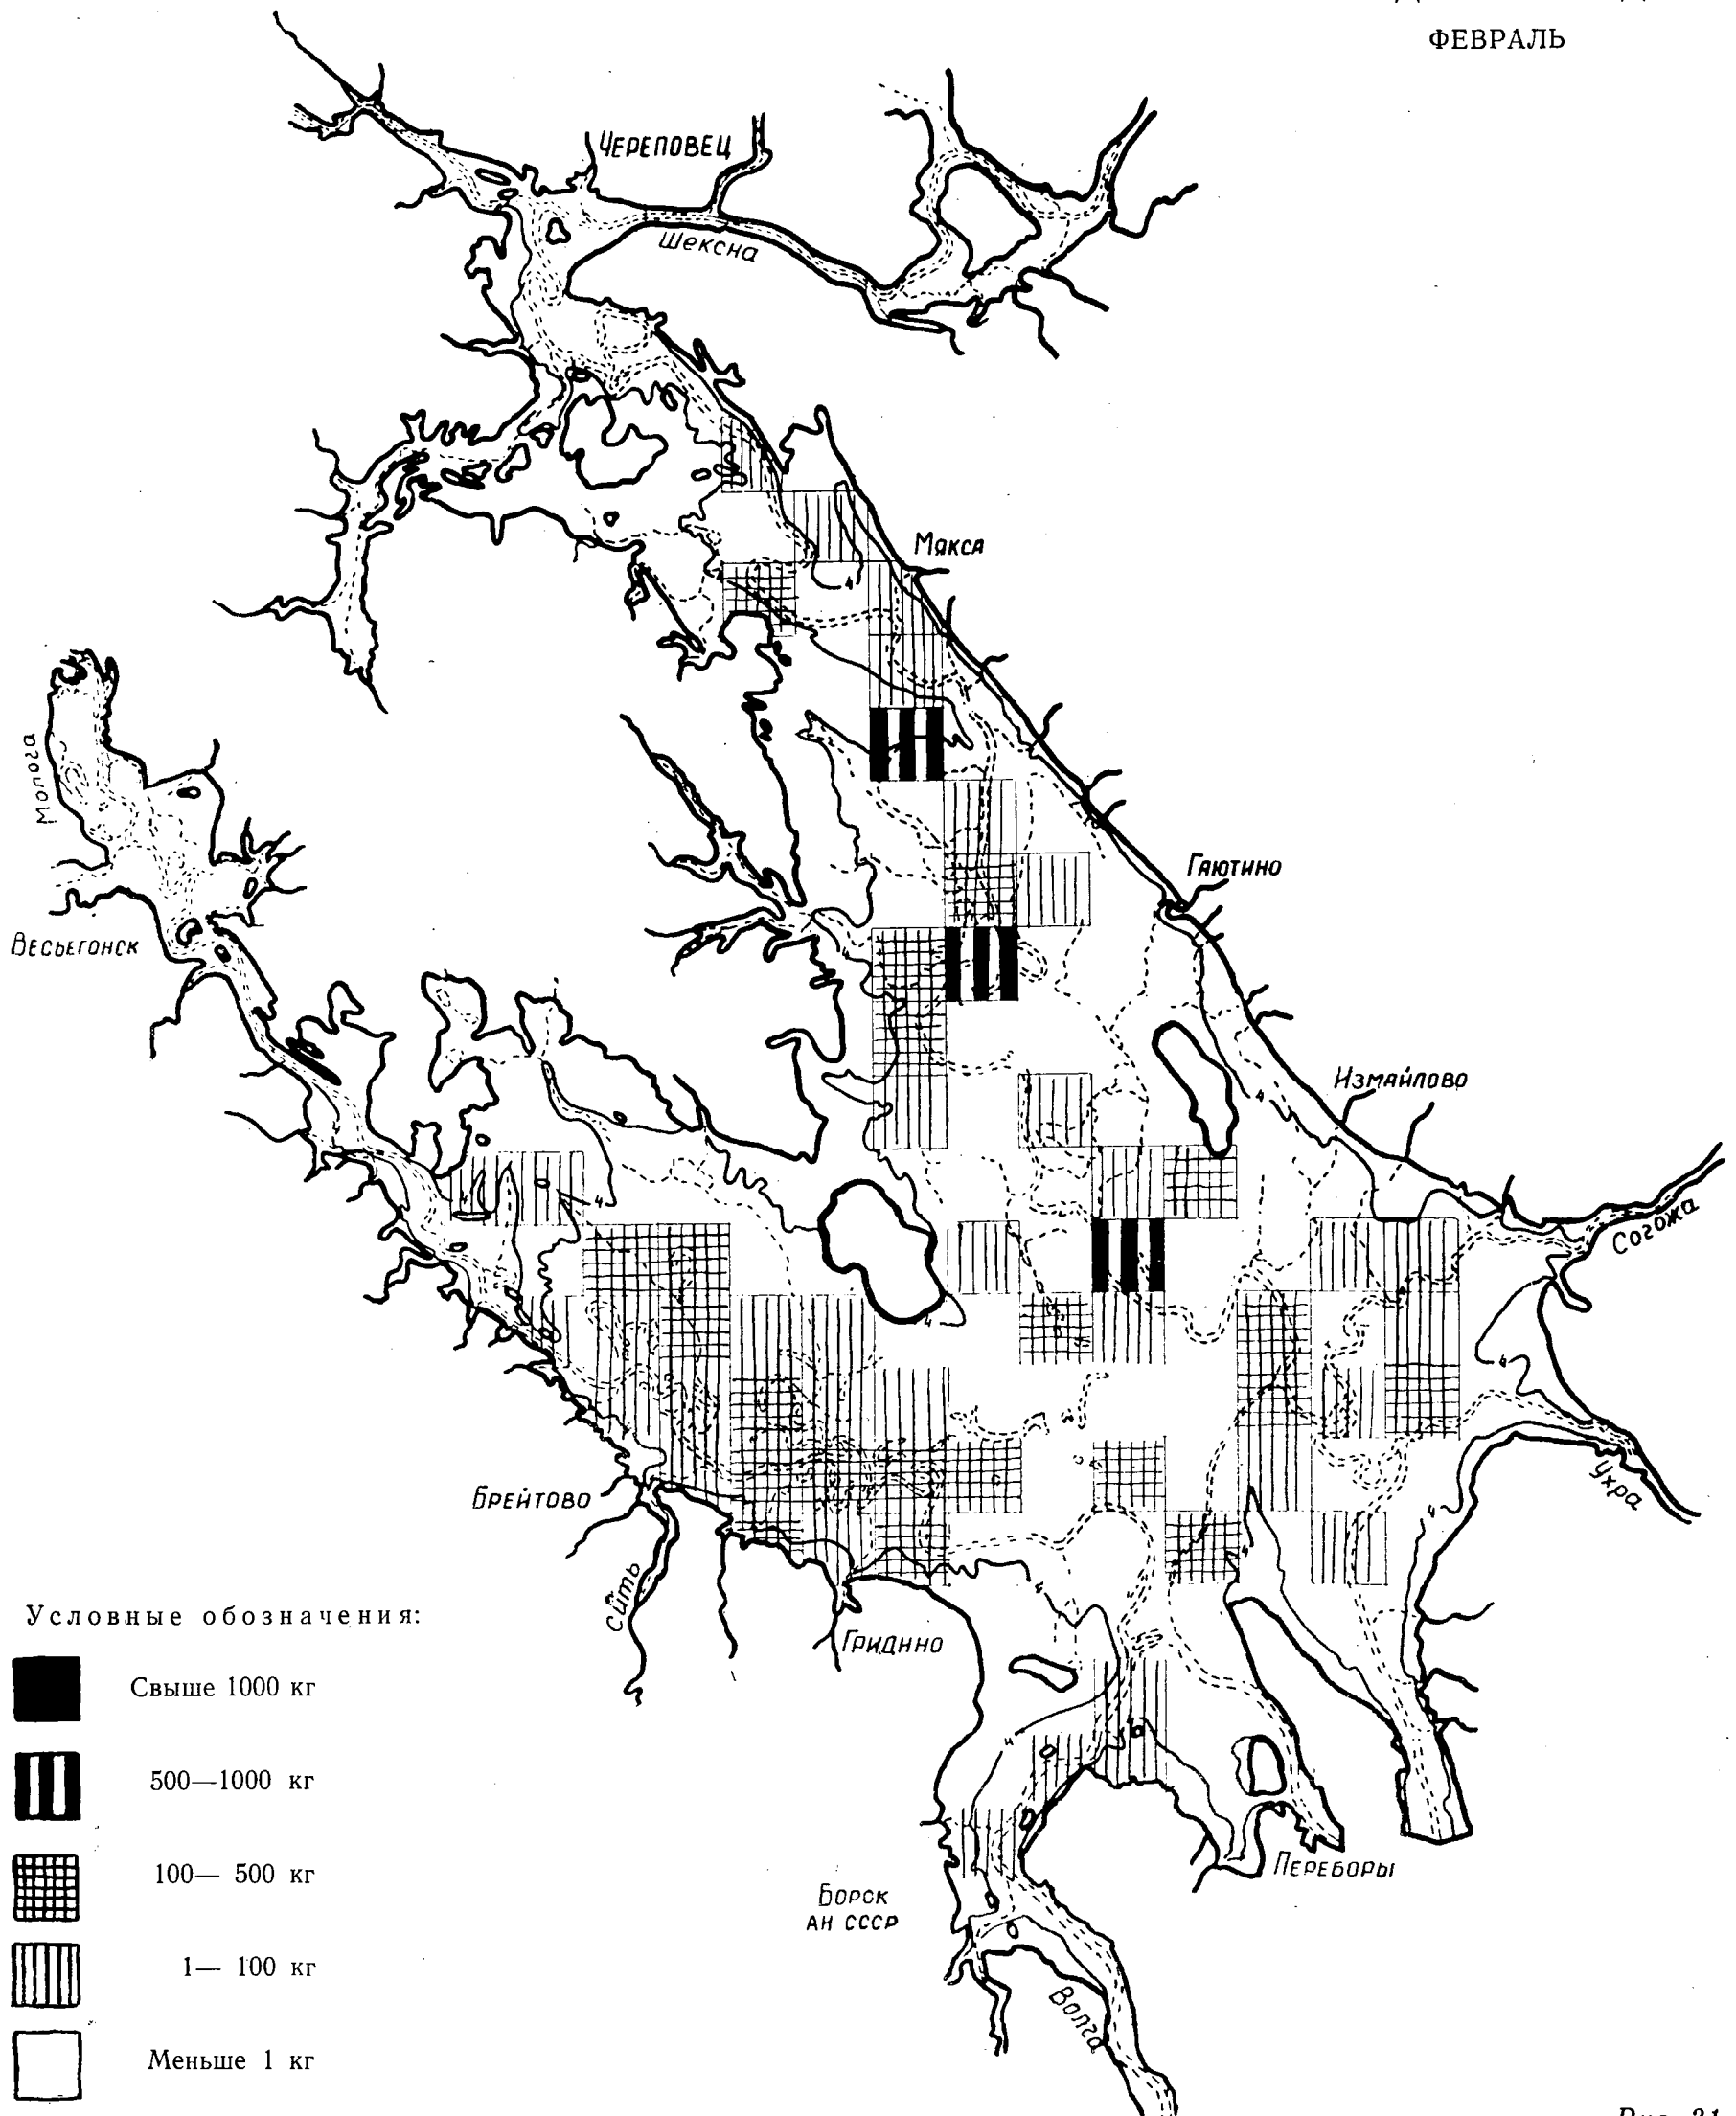 ФЕВРАЛЬ
ЧЕРЕПОВЕЦ
Шексна
Мякса
Молога
Гаютино
Весьегонск
Измайлово
Согожа
Брейтово
Ухра
Сить
Условные обозначения:
Гридино
Свыше 1000 кг
500—1000 кг
100— 500 кг
Переборы
Борок
АН СССР
1— 100 кг
Волга
Меньше 1 кг